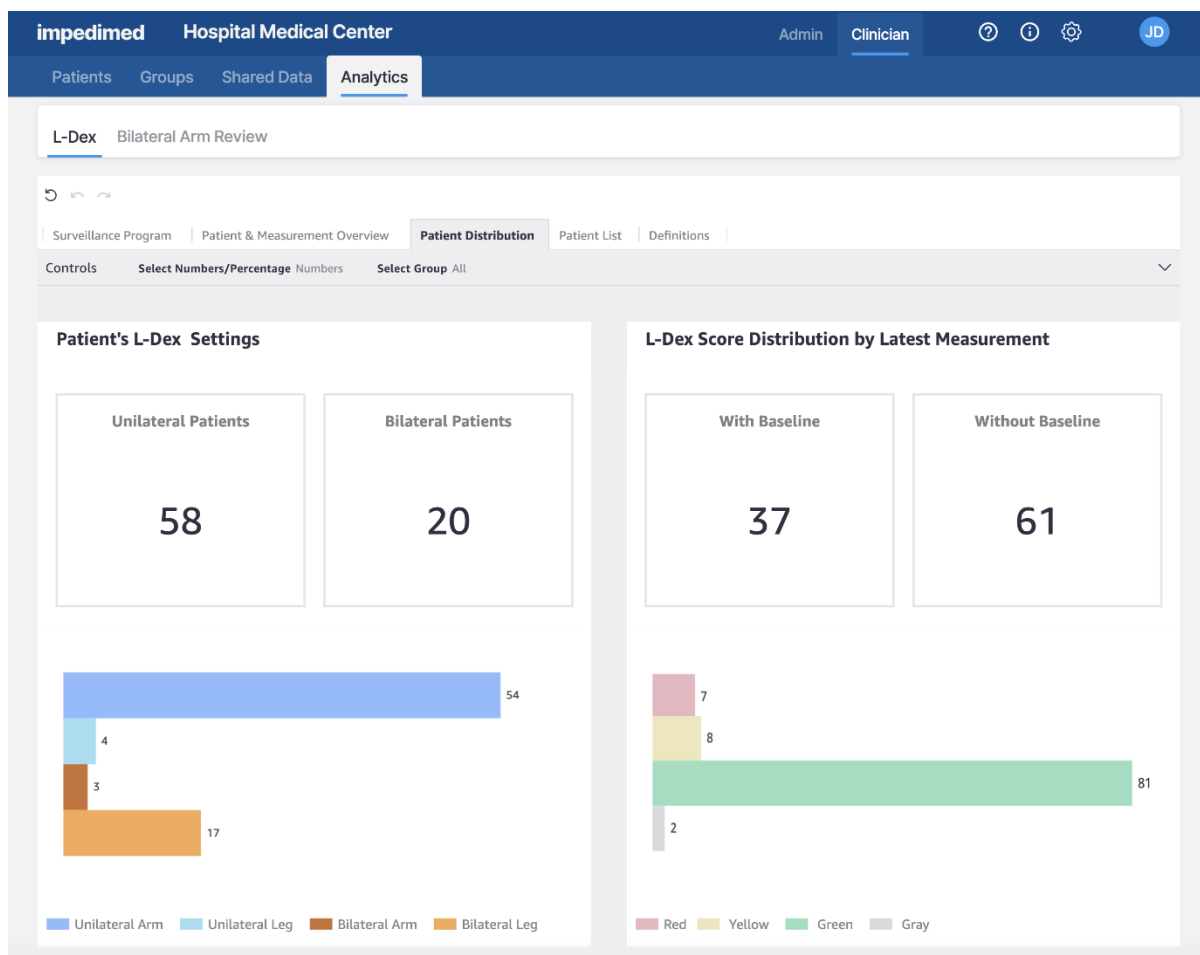 impedimed Hospital Medical Center Admin Clinician JD
Patients Groups Shared Data Analytics
L-Dex Bilateral Arm Review
Surveillance Program Patient & Measurement Overview Patient Distribution Patient List Definitions
Controls Select Numbers/Percentage Numbers Select Group All
Patient's L-Dex Settings
Unilateral Patients Bilateral Patients
58 20
54
4
3
17
Unilateral Arm Unilateral Leg Bilateral Arm Bilateral Leg
L-Dex Score Distribution by Latest Measurement
With Baseline Without Baseline
37 61
7
8
81
2
Red Yellow Green Gray